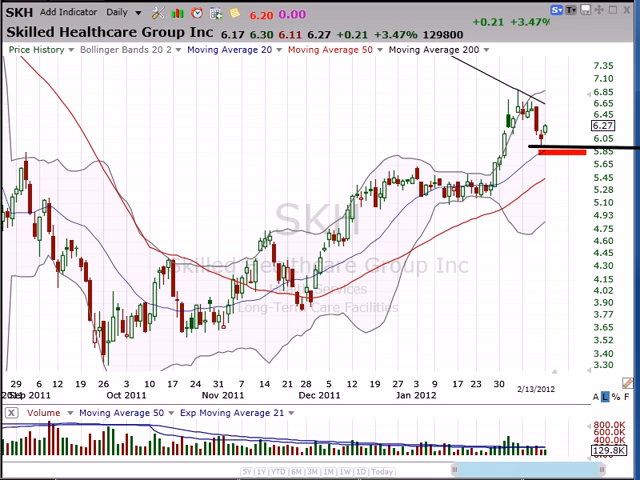 SKH Add Indicator Daily 6.20 0.00 +0.21 +3.47%
Skilled Healthcare Group Inc 6.17 6.30 6.11 6.27 +0.21 +3.47% 129800
Price History Bollinger Bands 20 2 Moving Average 20 Moving Average 50 Moving Average 200
7.35
7.10
6.85
6.65
6.45
6.27
6.05
5.85
5.65
5.45
5.28
5.10
4.93
4.75
4.60
4.45
4.30
4.15
4.02
3.90
3.77
3.65
3.52
3.40
3.30
SKH
Skilled Healthcare Group Inc
Services
Long-Term Care Facilities
29 6 12 19 26 3 10 17 24 7 14 21 28 5 12 19 27 3 9 17 23 30
Sep 2011 Oct 2011 Nov 2011 Dec 2011 Jan 2012 2/13/2012
A L % F
X Volume Moving Average 50 Exp Moving Average 21
800.0K
600.0K
400.0K
129.8K
5Y 1Y YTD 6M 3M 1M 1W 1D Today